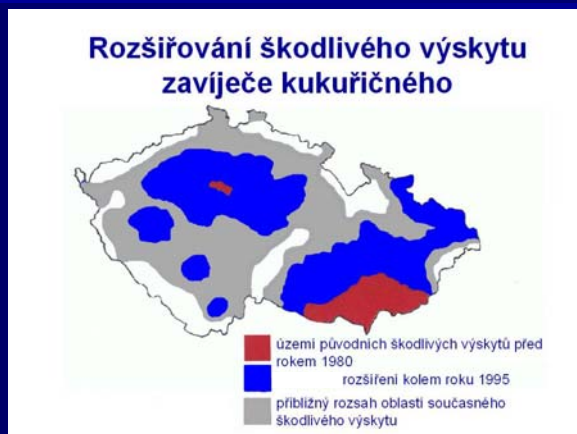 Rozšiřování škodlivého výskytu
zavíječe kukuřičného
území původních škodlivých výskytů před
rokem 1980
rozšíření kolem roku 1995
přibližný rozsah oblasti současného
škodlivého výskytu